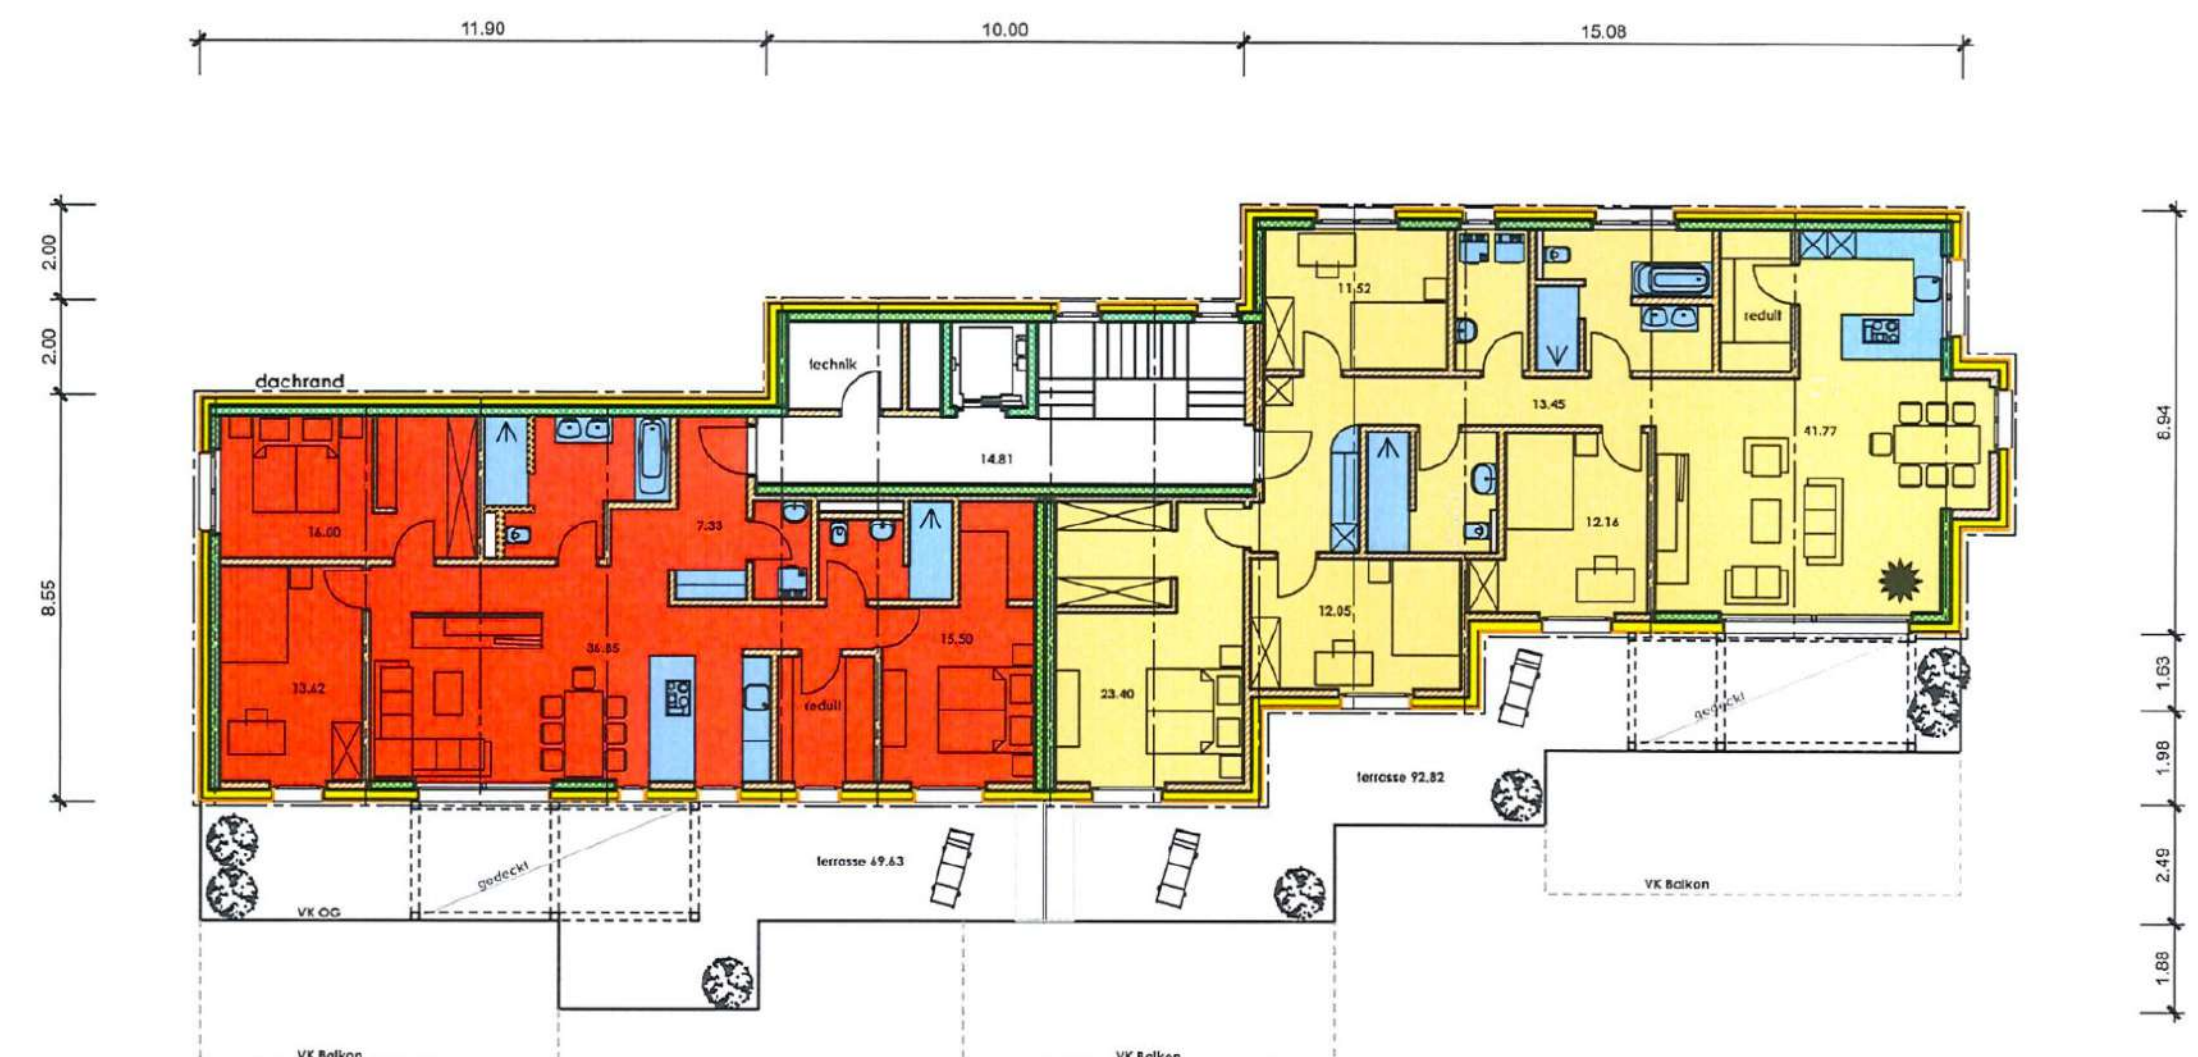 11.90
10.00
15.08
2.00
2.00
8.55
8.94
1.63
1.98
2.49
1.88
dachrand
technik
14.81
11.52
reduit
13.45
41.77
16.00
7.33
12.16
12.05
15.50
36.85
13.62
reduit
23.40
gedeckt
terrasse 92.82
terrasse 69.63
gedeckt
VK OG
VK Balkon
VK Balkon
VK Balkon